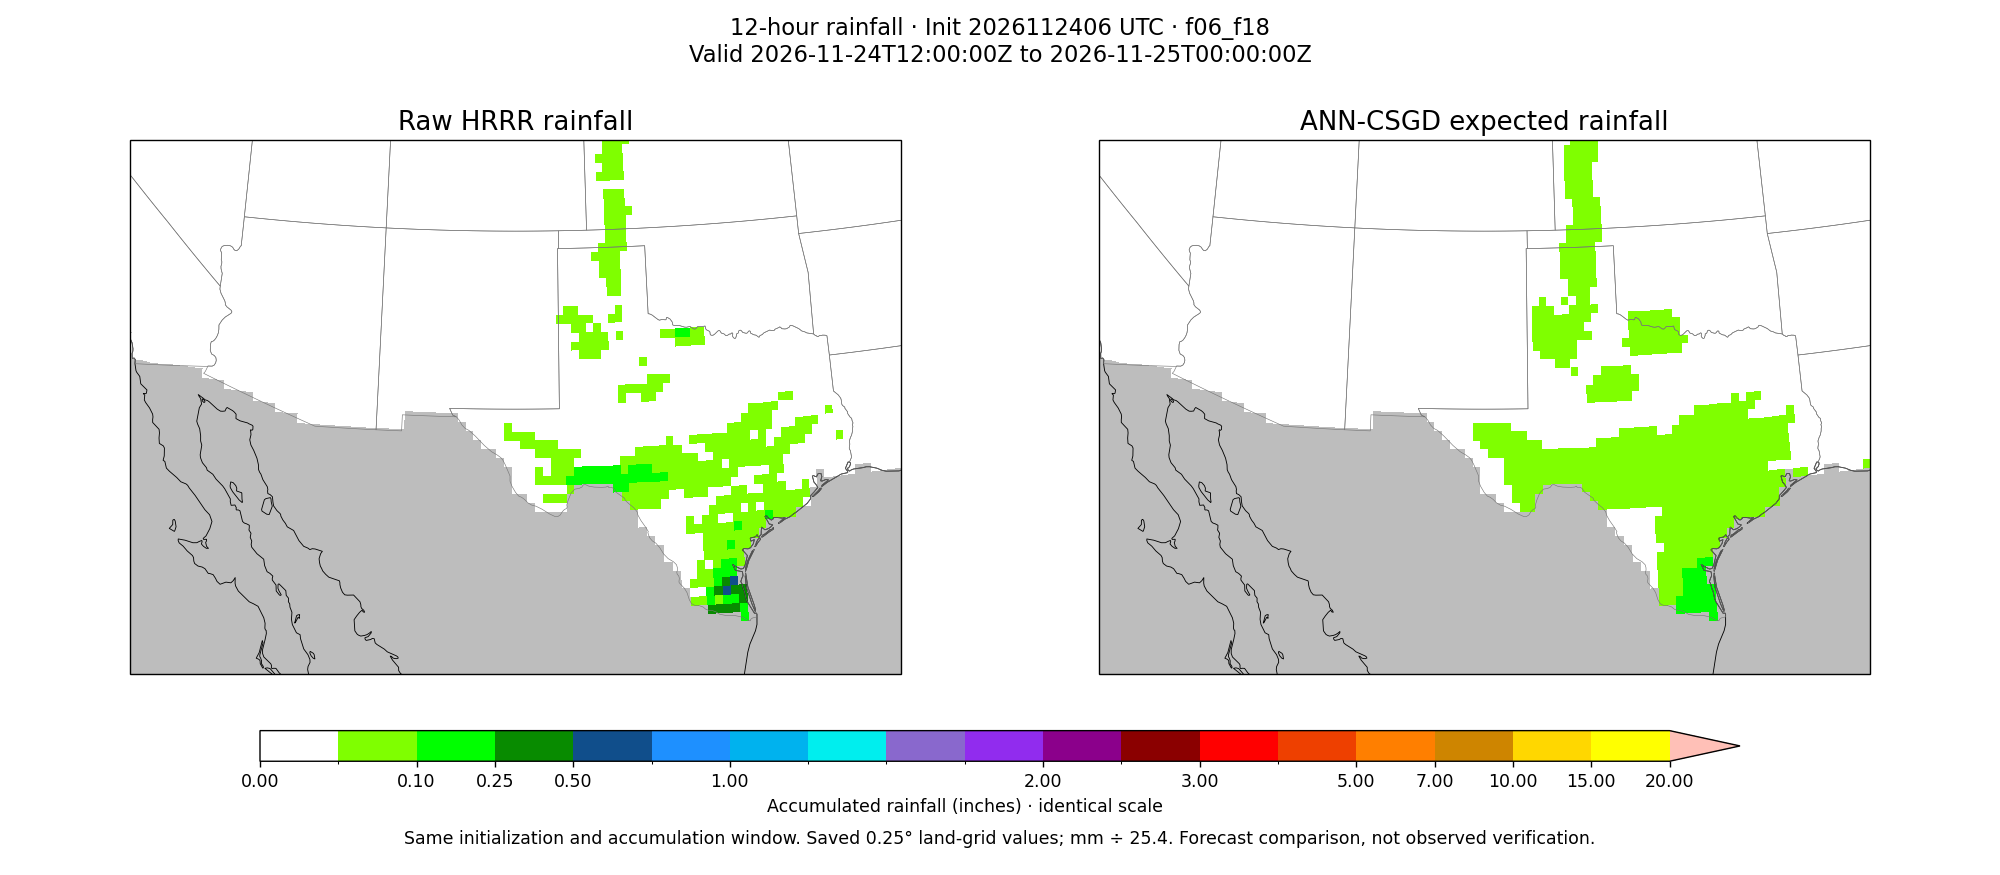 12-hour rainfall · Init 2026112406 UTC · f06_f18
Valid 2026-11-24T12:00:00Z to 2026-11-25T00:00:00Z
Raw HRRR rainfall
ANN-CSGD expected rainfall
0.00 0.10 0.25 0.50 1.00 2.00 3.00 5.00 7.00 10.00 15.00 20.00
Accumulated rainfall (inches) · identical scale
Same initialization and accumulation window. Saved 0.25° land-grid values; mm ÷ 25.4. Forecast comparison, not observed verification.